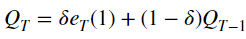 Q_T = δe_T(1) + (1 − δ)Q_{T−1}